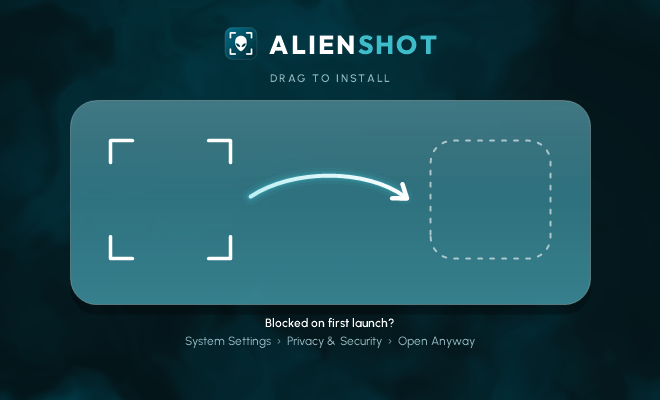 ALIENSHOT
DRAG TO INSTALL
Blocked on first launch?
System Settings › Privacy & Security › Open Anyway